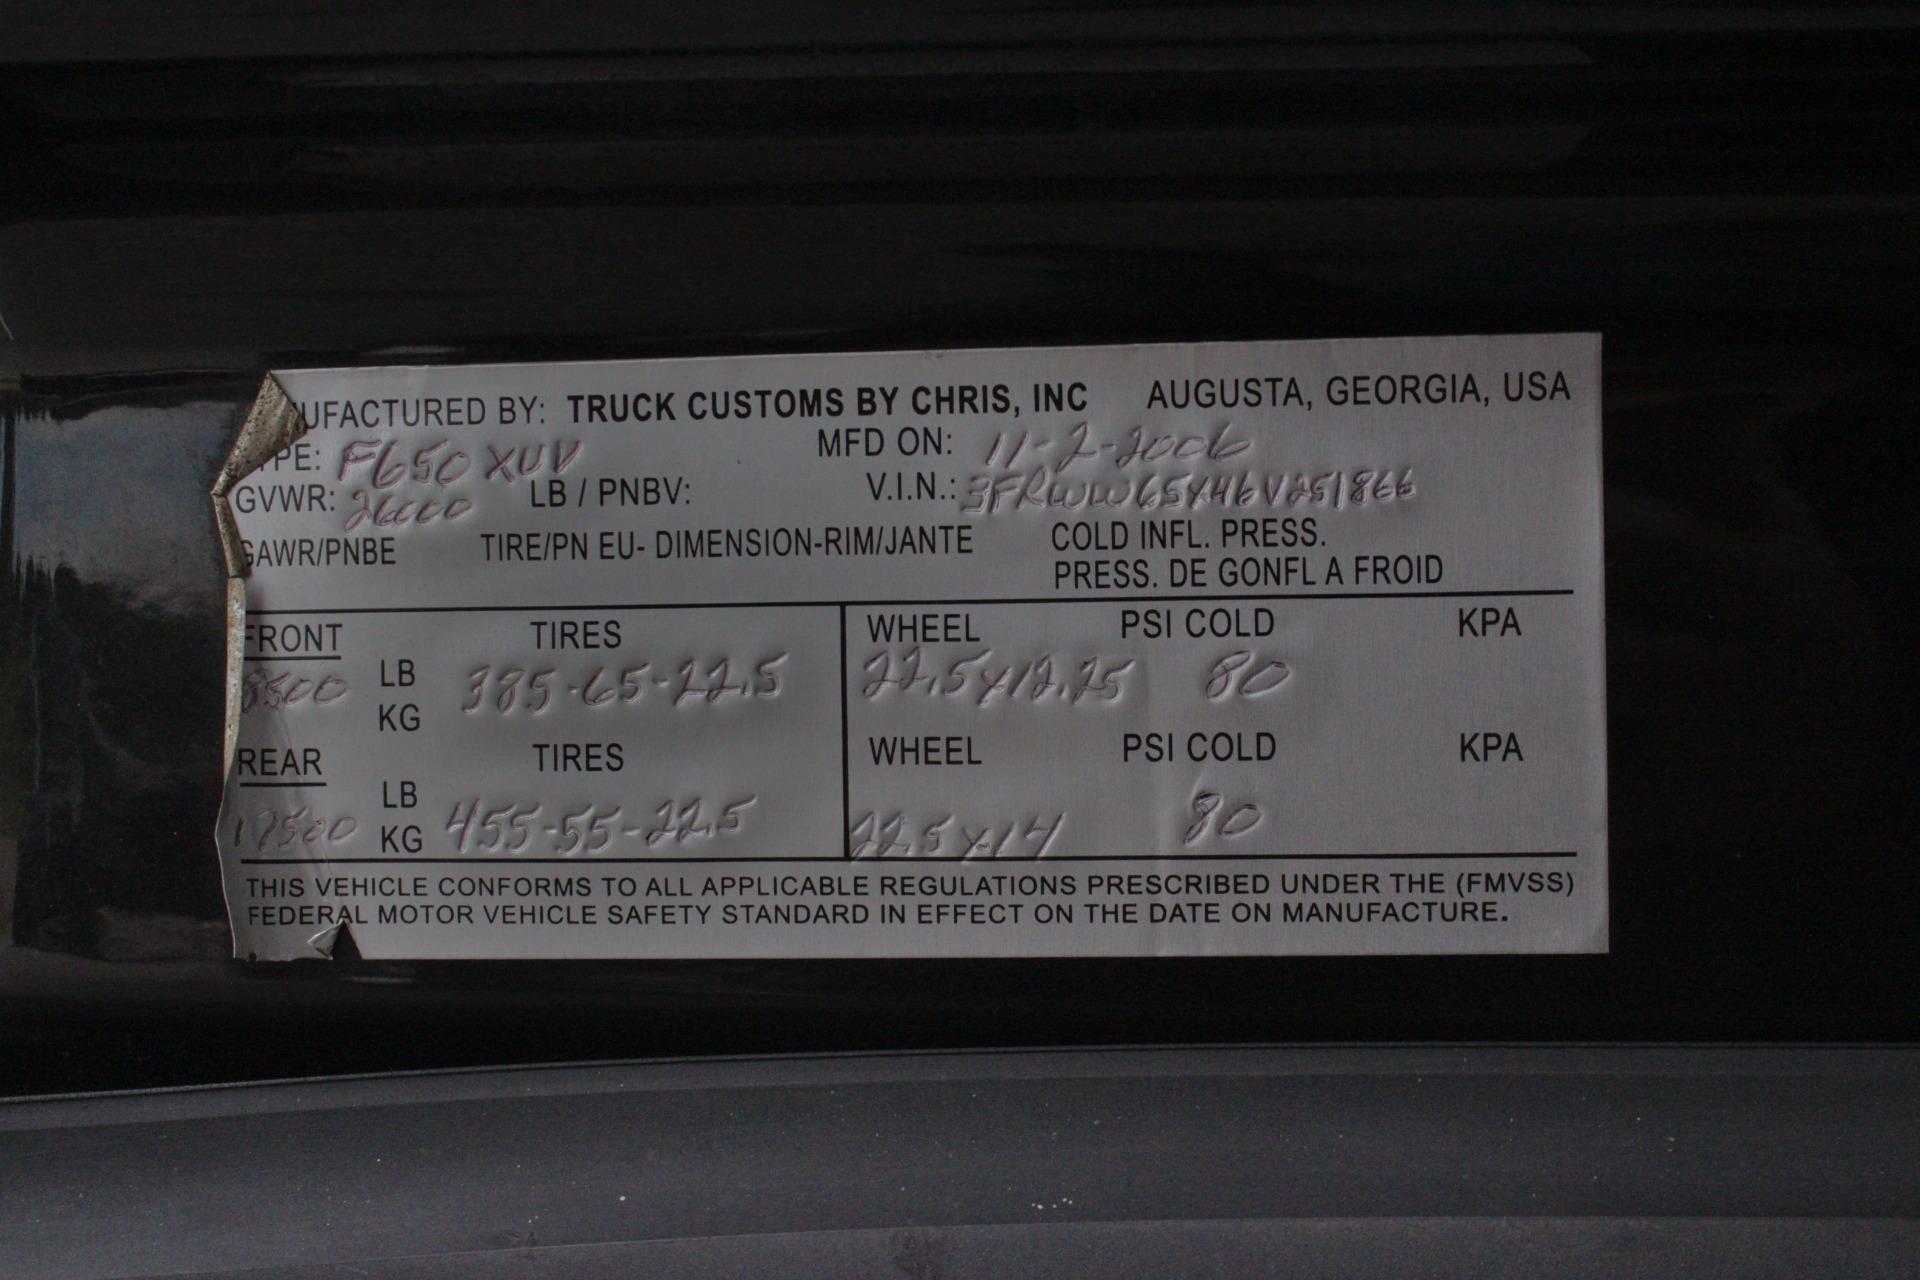 UFACTURED BY: TRUCK CUSTOMS BY CHRIS, INC AUGUSTA, GEORGIA, USA
PE: F650 XUV MFD ON: 11-2-2006
GVWR: 26000 LB / PNBV: V.I.N.: 3FRWW65Y46V251866
GAWR/PNBE TIRE/PN EU- DIMENSION-RIM/JANTE COLD INFL. PRESS.
PRESS. DE GONFL A FROID
FRONT TIRES WHEEL PSI COLD KPA
8500 LB 385-65-22.5 22.5x12.25 80
KG
REAR TIRES WHEEL PSI COLD KPA
LB
17500 KG 455-55-22.5 22.5x14 80
THIS VEHICLE CONFORMS TO ALL APPLICABLE REGULATIONS PRESCRIBED UNDER THE (FMVSS)
FEDERAL MOTOR VEHICLE SAFETY STANDARD IN EFFECT ON THE DATE ON MANUFACTURE.